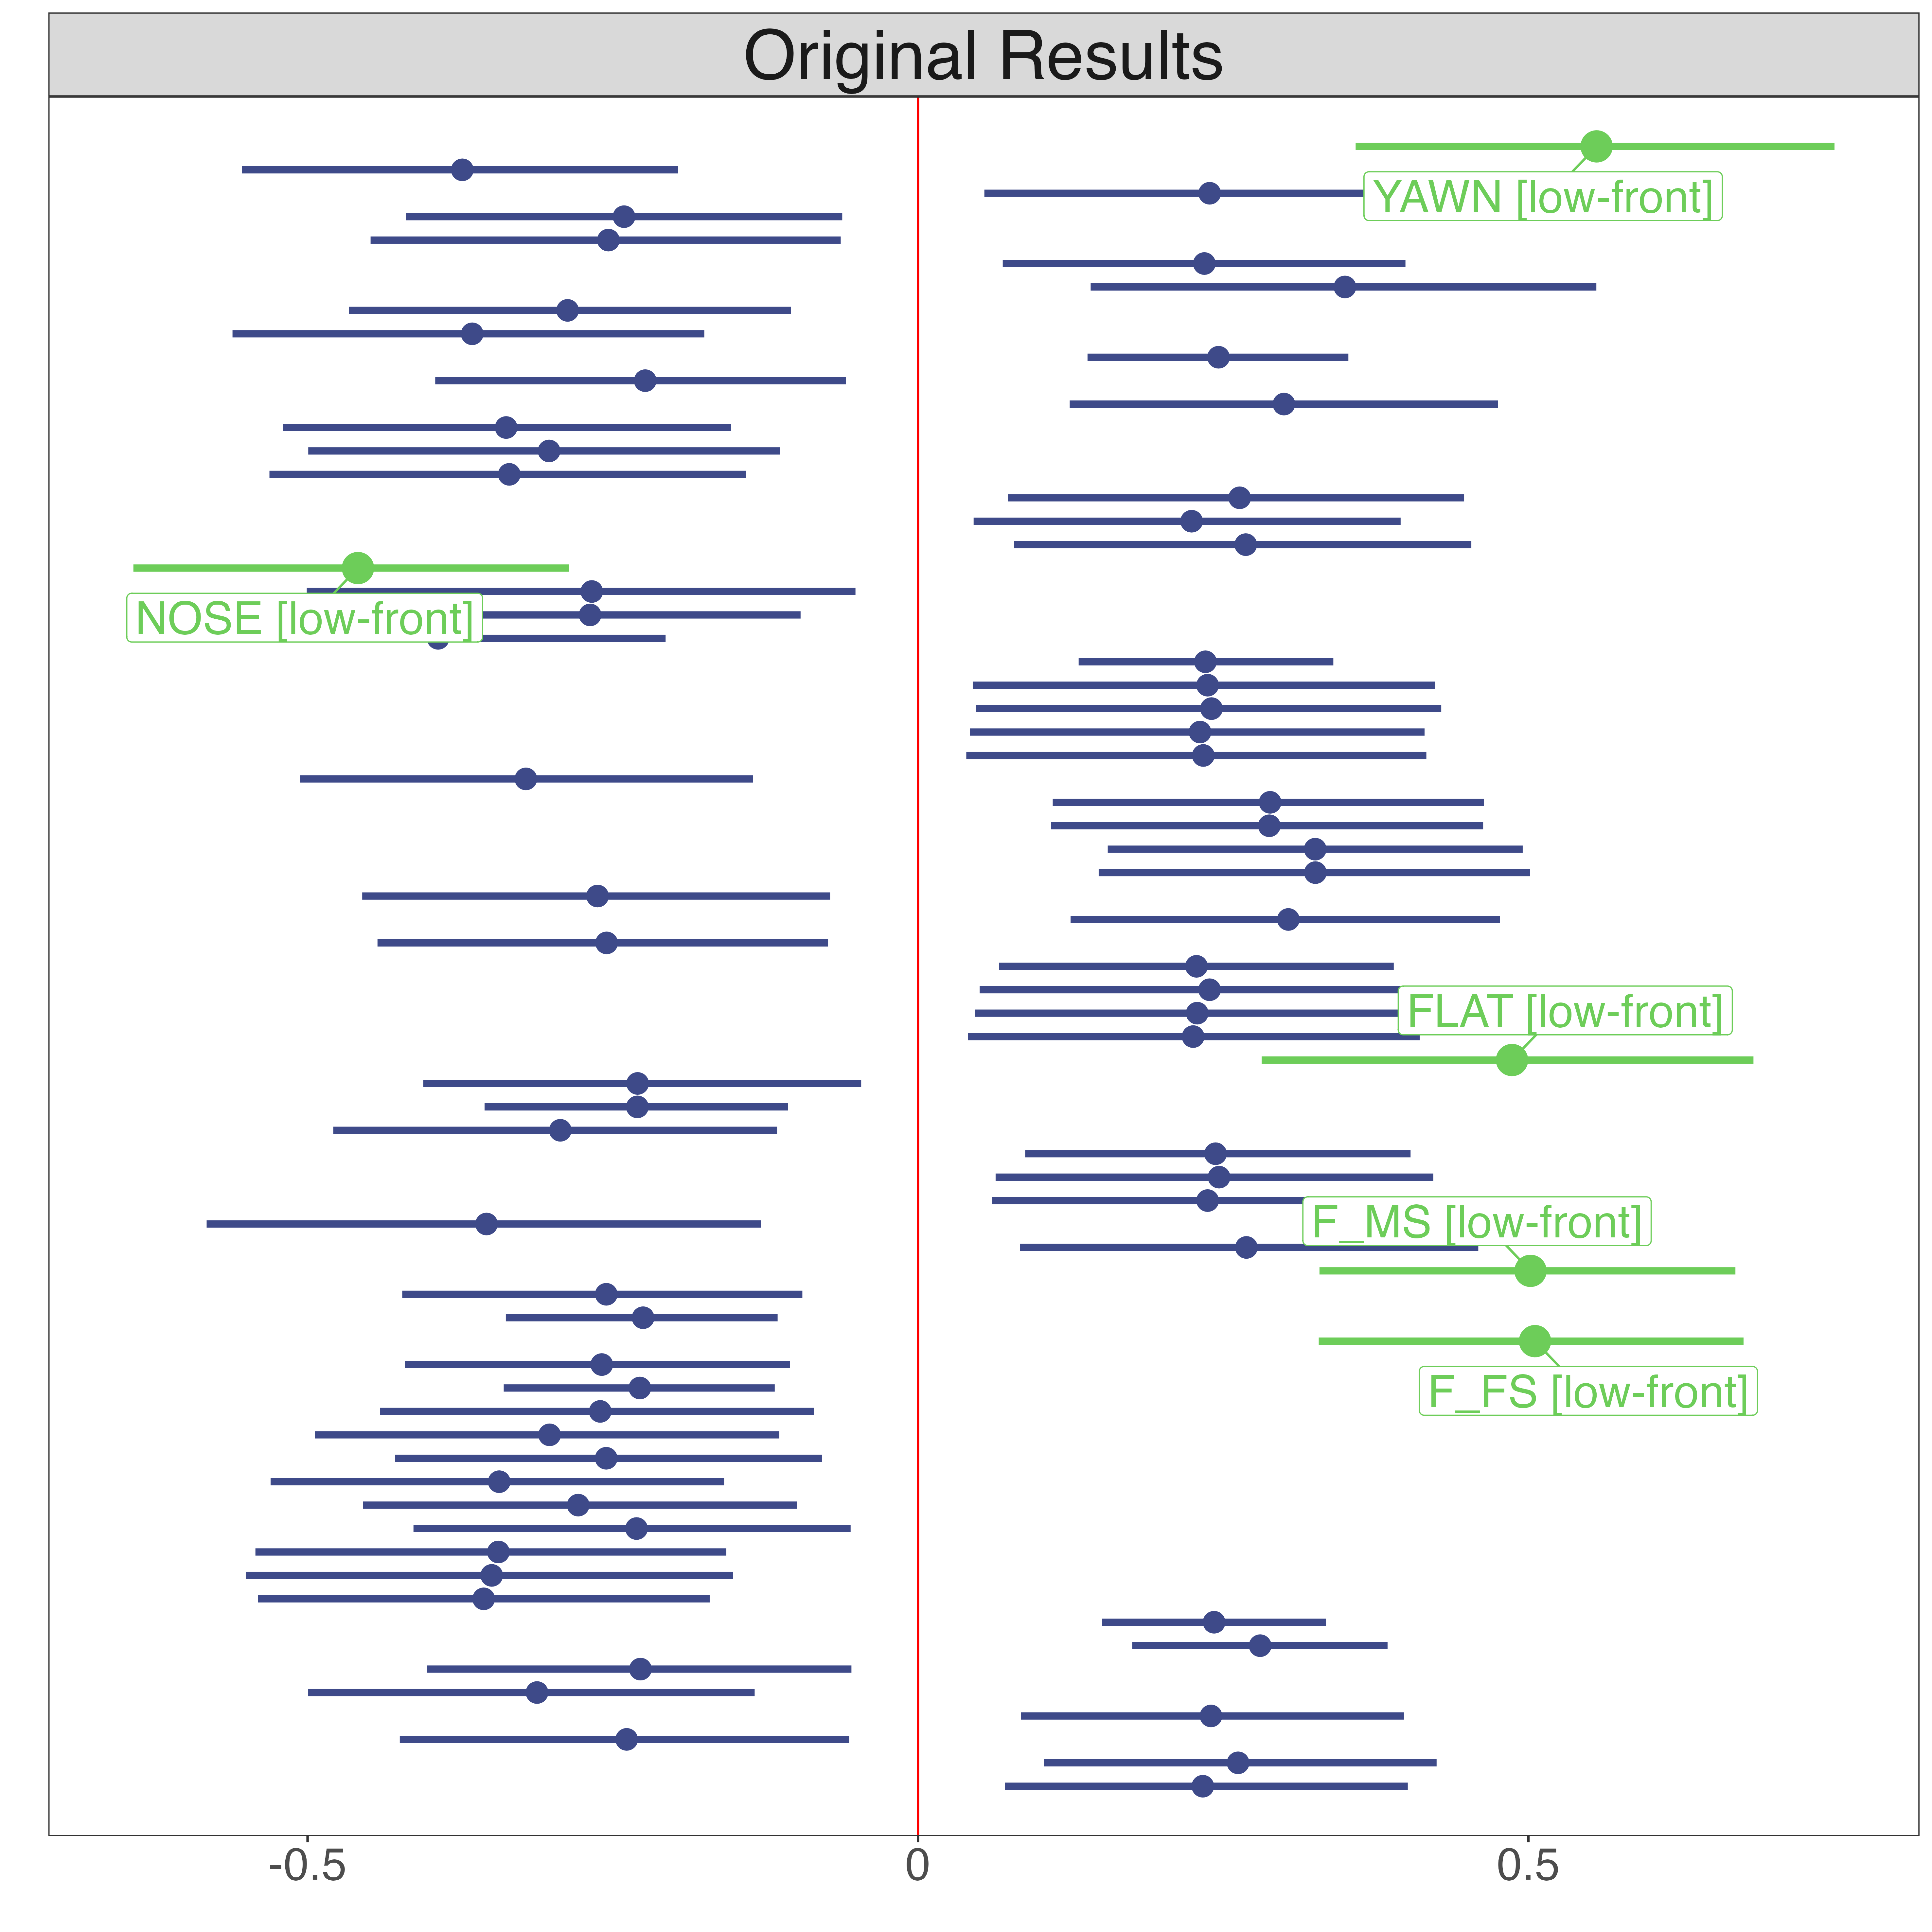 Original Results
YAWN [low-front]
NOSE [low-front]
FLAT [low-front]
F_MS [low-front]
F_FS [low-front]
-0.5
0
0.5